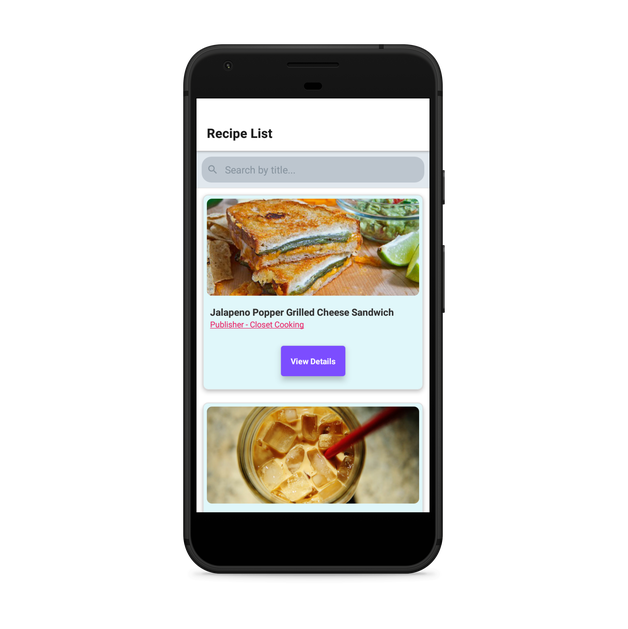 Recipe List
Search by title...
Jalapeno Popper Grilled Cheese Sandwich
Publisher - Closet Cooking
View Details